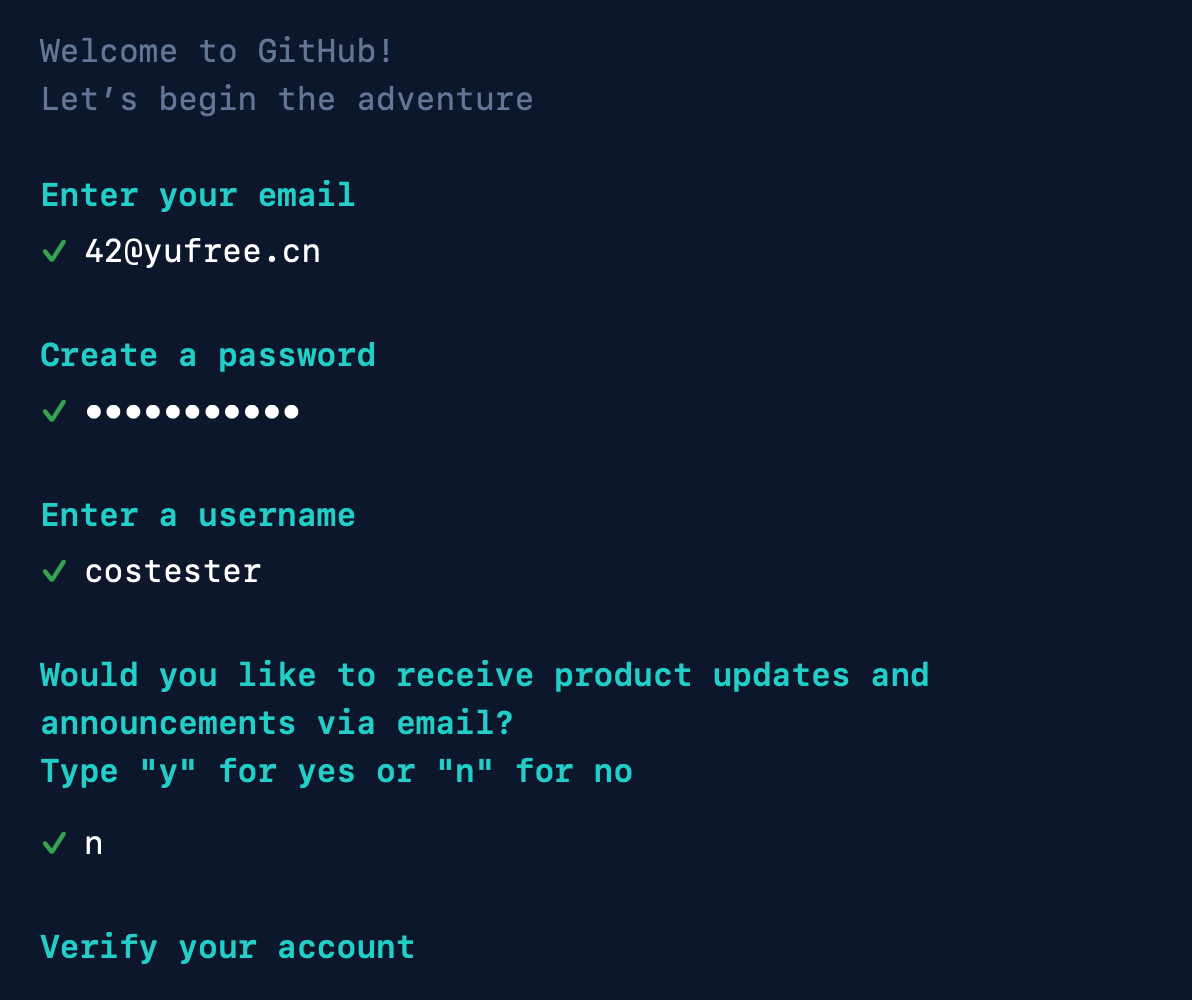 Welcome to GitHub!
Let’s begin the adventure
Enter your email
✓ 42@yufree.cn
Create a password
✓ ●●●●●●●●●●●
Enter a username
✓ costester
Would you like to receive product updates and
announcements via email?
Type "y" for yes or "n" for no
✓ n
Verify your account